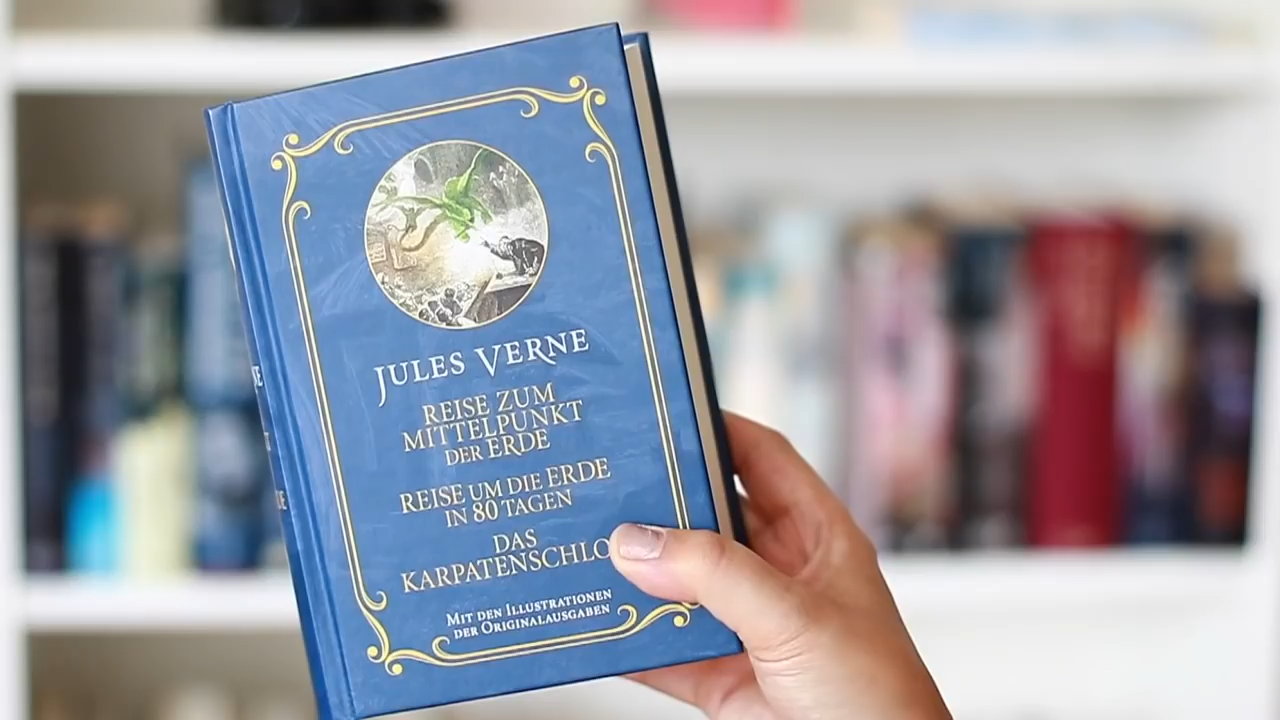 JULES VERNE
REISE ZUM
MITTELPUNKT
DER ERDE
REISE UM DIE ERDE
IN 80 TAGEN
DAS
KARPATENSCHLO
MIT DEN ILLUSTRATIONEN
DER ORIGINALAUSGABEN